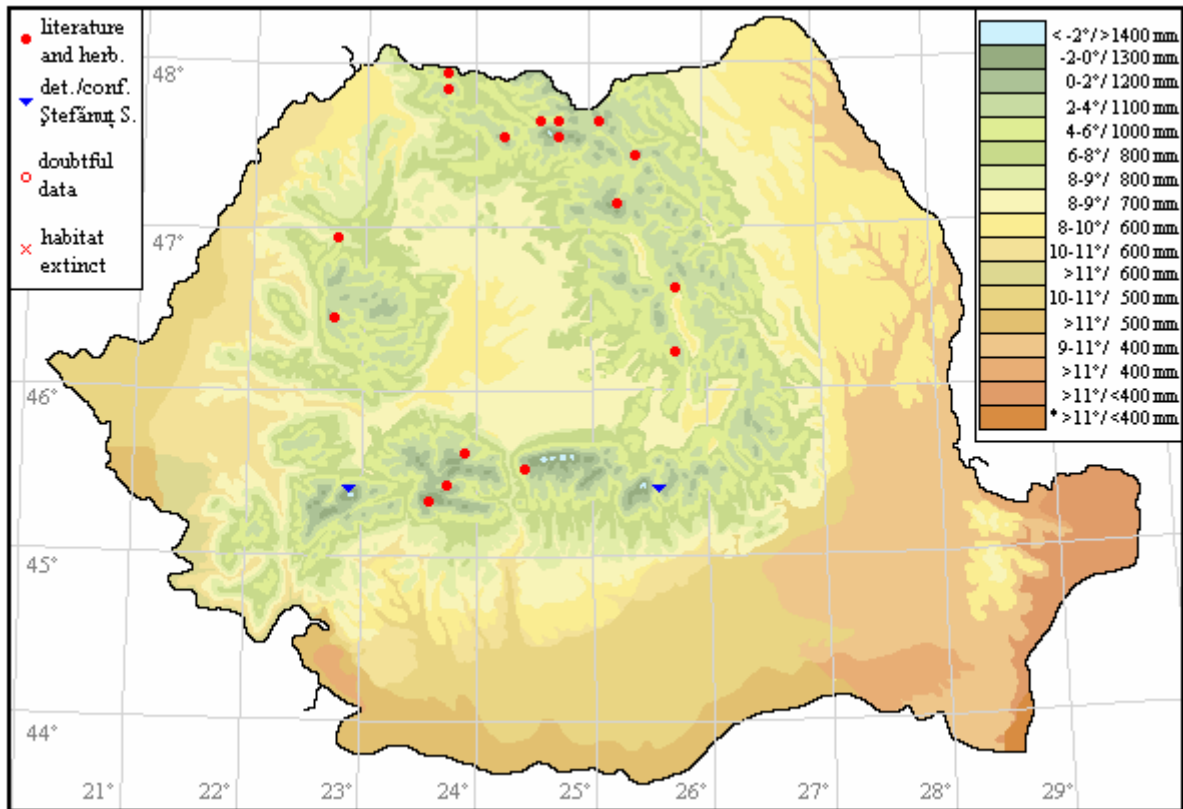 literature
and herb.
det./conf.
Ştefănuţ S.
doubtful
data
habitat
extinct
< -2°/>1400 mm
-2-0°/ 1300 mm
0-2°/ 1200 mm
2-4°/ 1100 mm
4-6°/ 1000 mm
6-8°/ 800 mm
8-9°/ 800 mm
8-9°/ 700 mm
8-10°/ 600 mm
10-11°/ 600 mm
>11°/ 600 mm
10-11°/ 500 mm
>11°/ 500 mm
9-11°/ 400 mm
>11°/ 400 mm
>11°/<400 mm
* >11°/<400 mm
48°
47°
46°
45°
44°
21° 22° 23° 24° 25° 26° 27° 28° 29°